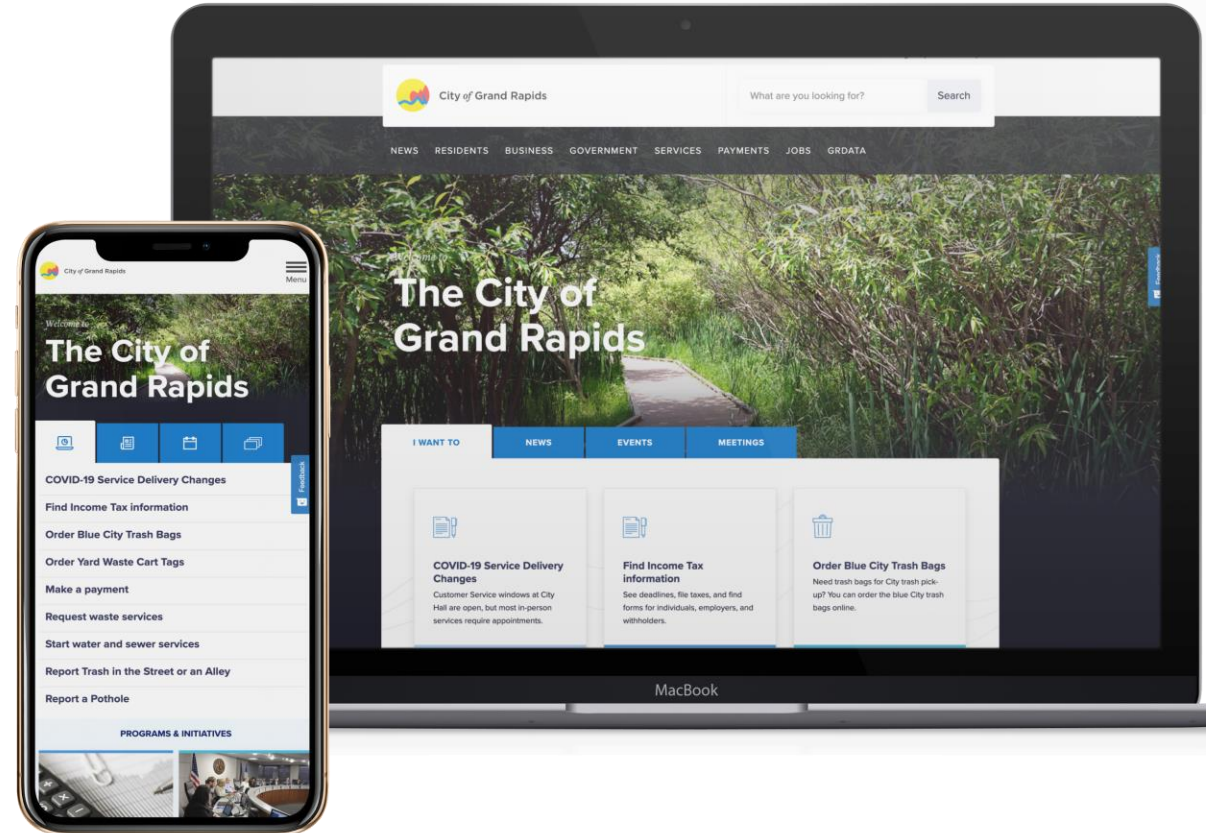 City of Grand Rapids
What are you looking for?
Search
NEWS RESIDENTS BUSINESS GOVERNMENT SERVICES PAYMENTS JOBS GRDATA
Welcome to
The City of
Grand Rapids
Feedback
I WANT TO
NEWS
EVENTS
MEETINGS
COVID-19 Service Delivery
Changes
Customer Service windows at City
Hall are open, but most in-person
services require appointments.
Find Income Tax
information
See deadlines, file taxes, and find
forms for individuals, employers, and
withholders.
Order Blue City Trash Bags
Need trash bags for City trash pick-
up? You can order the blue City trash
bags online.
MacBook
City of Grand Rapids
Menu
Welcome to
The City of
Grand Rapids
Feedback
COVID-19 Service Delivery Changes
Find Income Tax information
Order Blue City Trash Bags
Order Yard Waste Cart Tags
Make a payment
Request waste services
Start water and sewer services
Report Trash in the Street or an Alley
Report a Pothole
PROGRAMS & INITIATIVES